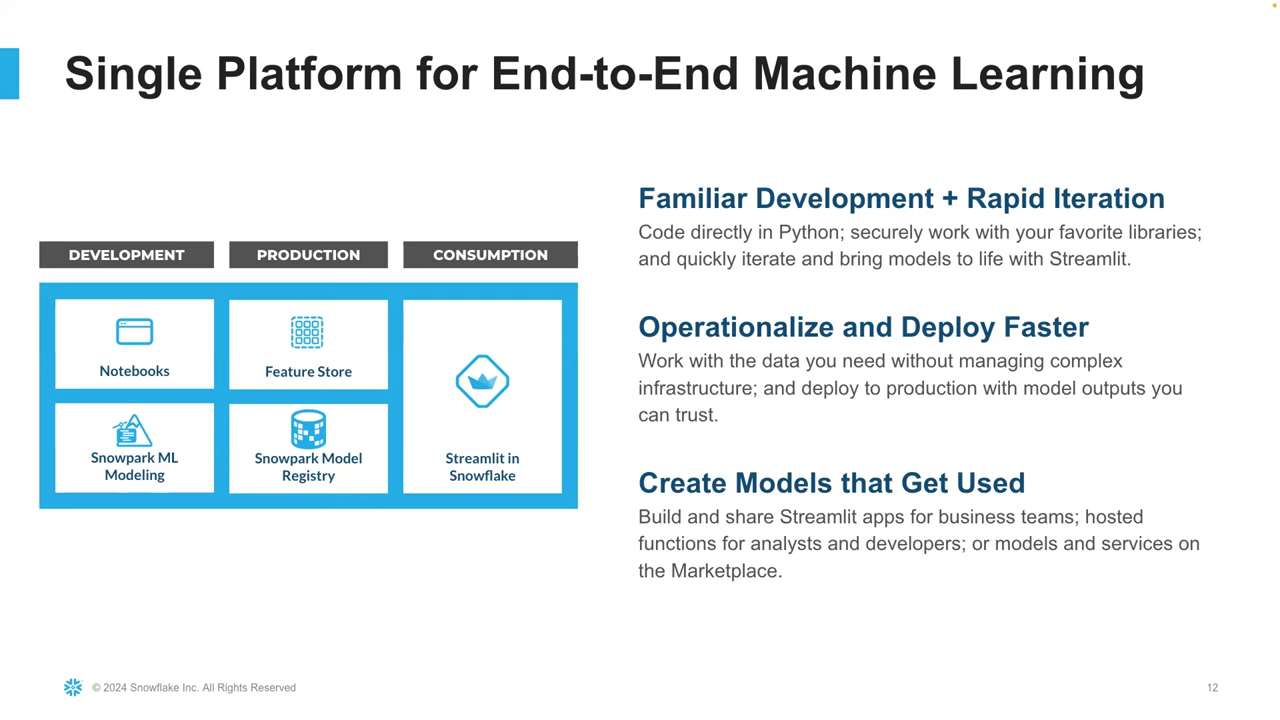 Single Platform for End-to-End Machine Learning
DEVELOPMENT
PRODUCTION
CONSUMPTION
Notebooks
Feature Store
Snowpark ML
Modeling
Snowpark Model
Registry
Streamlit in
Snowflake
Familiar Development + Rapid Iteration
Code directly in Python; securely work with your favorite libraries;
and quickly iterate and bring models to life with Streamlit.
Operationalize and Deploy Faster
Work with the data you need without managing complex
infrastructure; and deploy to production with model outputs you
can trust.
Create Models that Get Used
Build and share Streamlit apps for business teams; hosted
functions for analysts and developers; or models and services on
the Marketplace.
© 2024 Snowflake Inc. All Rights Reserved
12